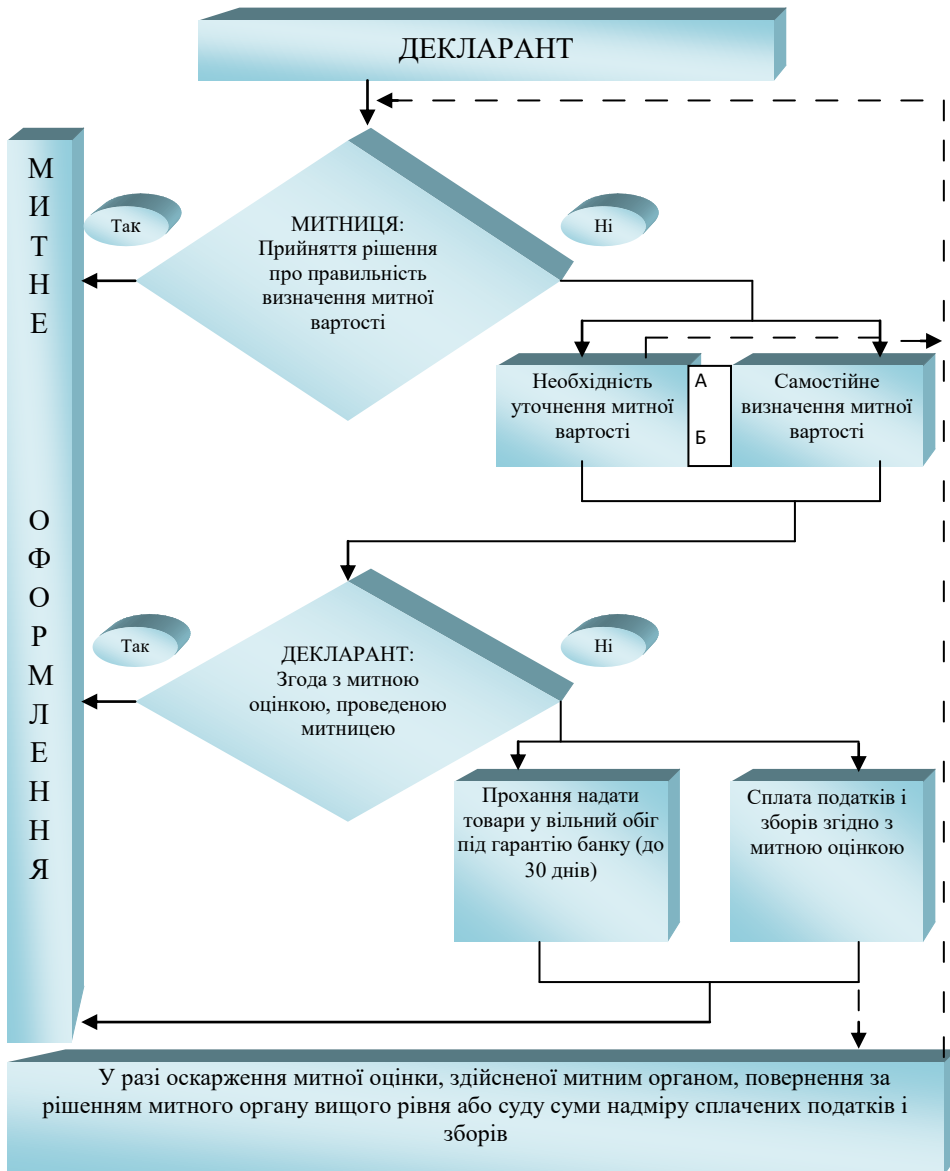 ДЕКЛАРАНТ
МИТНЕ ОФОРМЛЕННЯ
Так
Ні
МИТНИЦЯ:
Прийняття рішення
про правильність
визначення митної
вартості
Необхідність
уточнення митної
вартості
А
Б
Самостійне
визначення митної
вартості
Так
Ні
ДЕКЛАРАНТ:
Згода з митною
оцінкою, проведеною
митницею
Прохання надати
товари у вільний обіг
під гарантію банку (до
30 днів)
Сплата податків і
зборів згідно з
митною оцінкою
У разі оскарження митної оцінки, здійсненої митним органом, повернення за
рішенням митного органу вищого рівня або суду суми надміру сплачених податків і
зборів